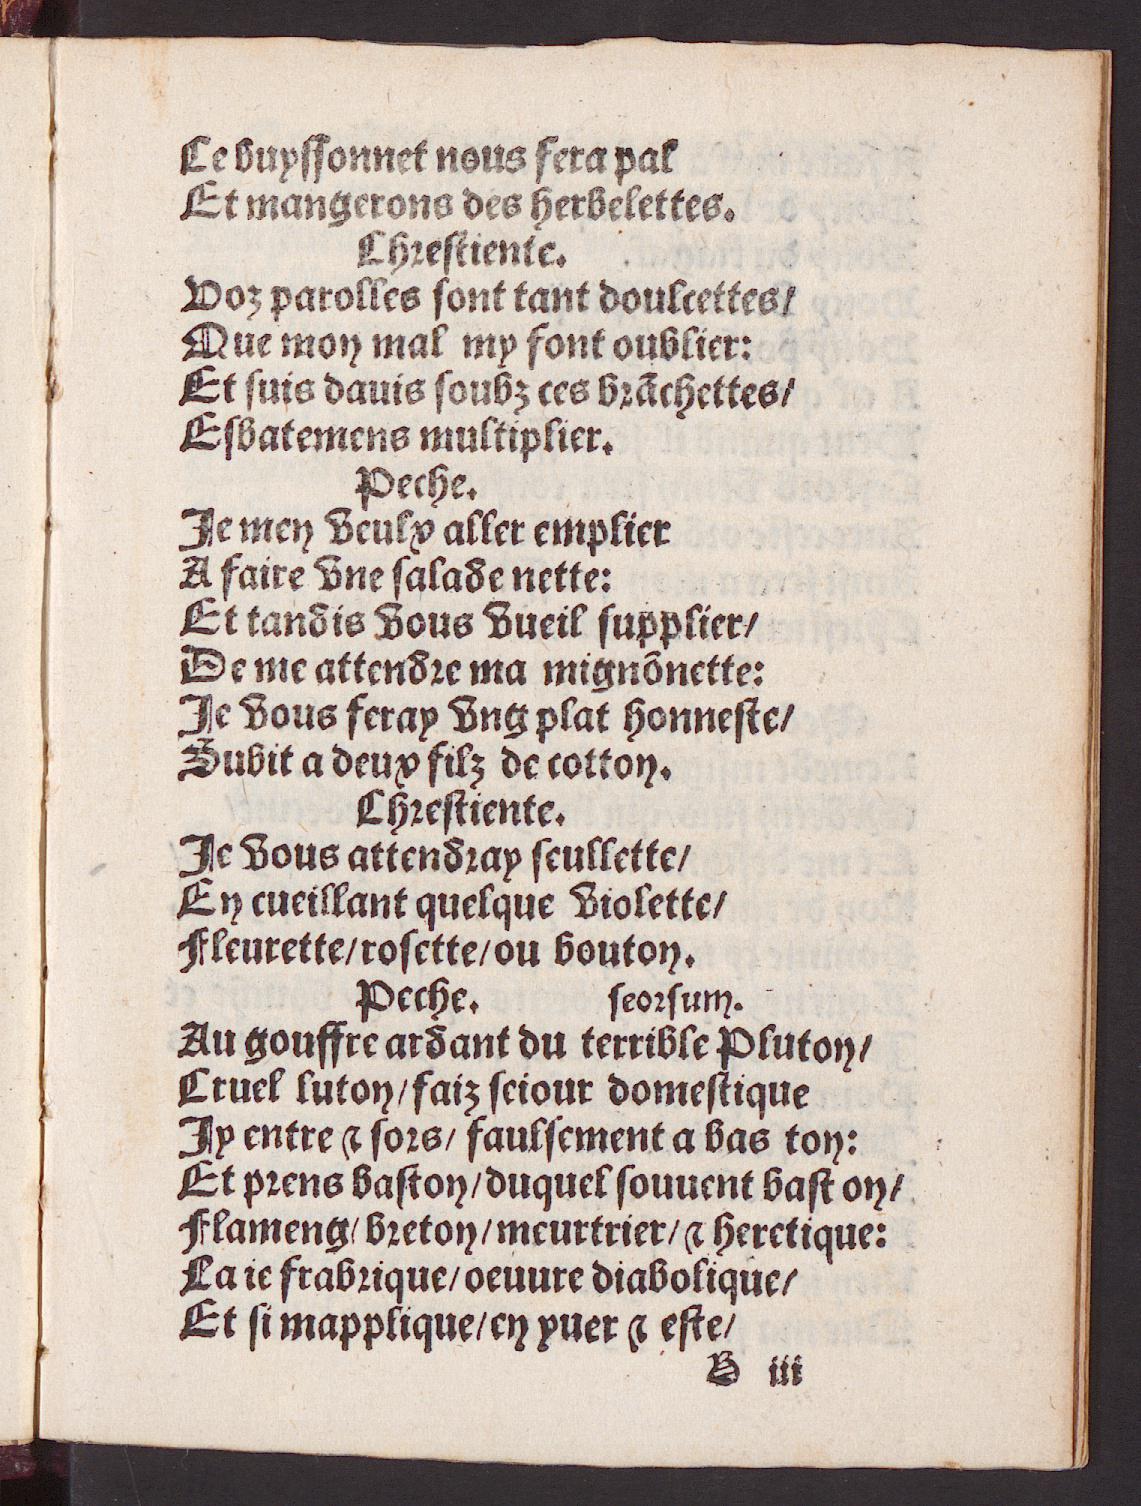 Ce buyssonnet nous fera pal
Et mangerons des herbelettes.
Chrestiente.
Voz parolles sont tant doulcettes/
Que mon mal my font oublier:
Et suis dauis soubz ces brãchettes/
Esbatemens multiplier.
Peche.
Je men veulx aller emplier
A faire vne salade nette:
Et tandis vous vueil supplier/
De me attendre ma mignõnette:
Je vous feray vng plat honneste/
Subit a deux filz de cotton.
Chrestiente.
Je vous attendray seullette/
En cueillant quelque violette/
Fleurette/rosette/ou bouton.
Peche. seorsum.
Au gouffre ardant du terrible Pluton/
Cruel luton/faiz seiour domestique
Jy entre ⁊ sors/ faulsement a bas ton:
Et prens baston/duquel souuent bast on/
Flameng/breton/meurtrier/⁊ heretique:
La ie frabrique/oeuure diabolique/
Et si mapplique/en yuer ⁊ este/
B iii